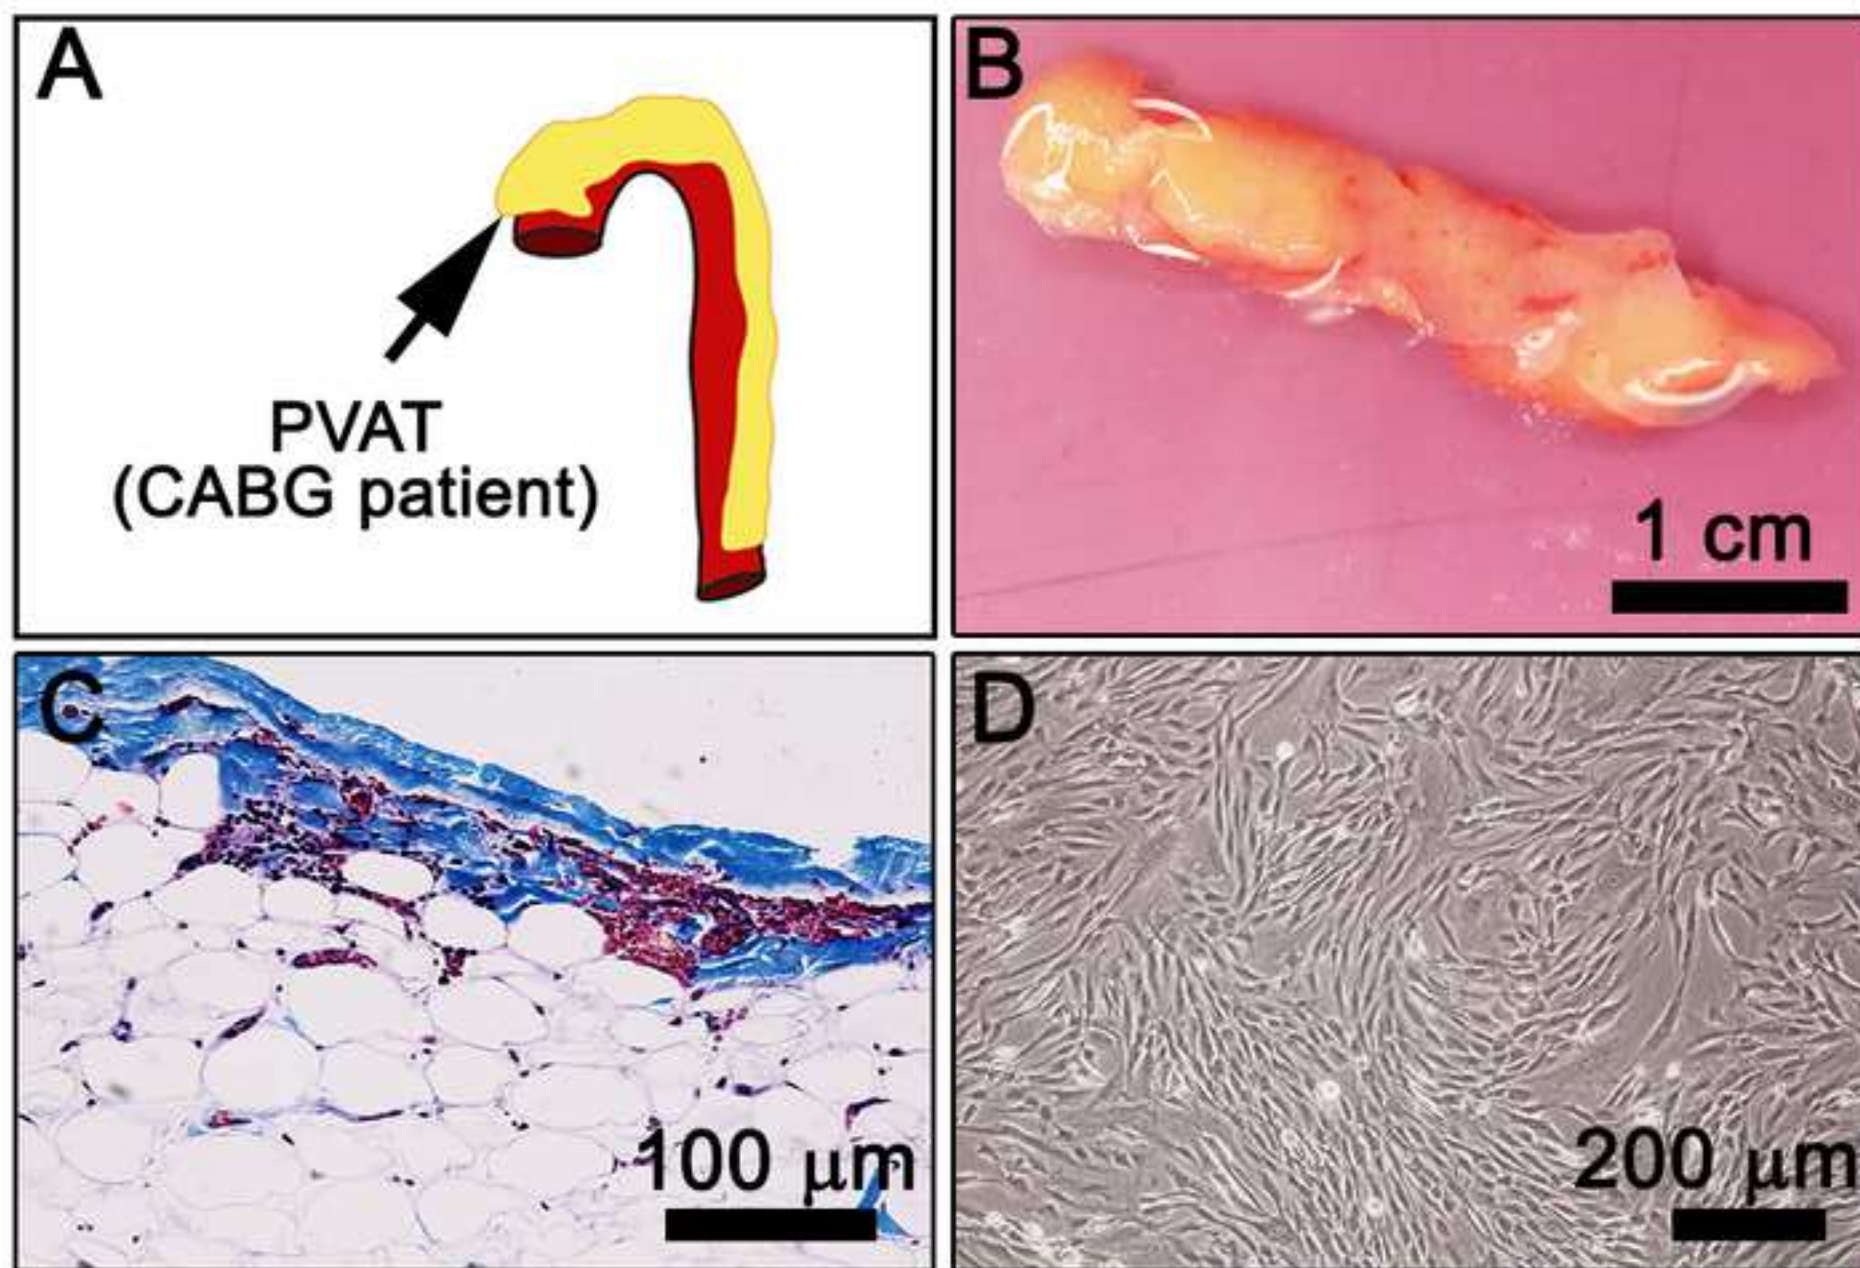 A
PVAT
(CABG patient)
B
1 cm
C
100 μm
D
200 μm